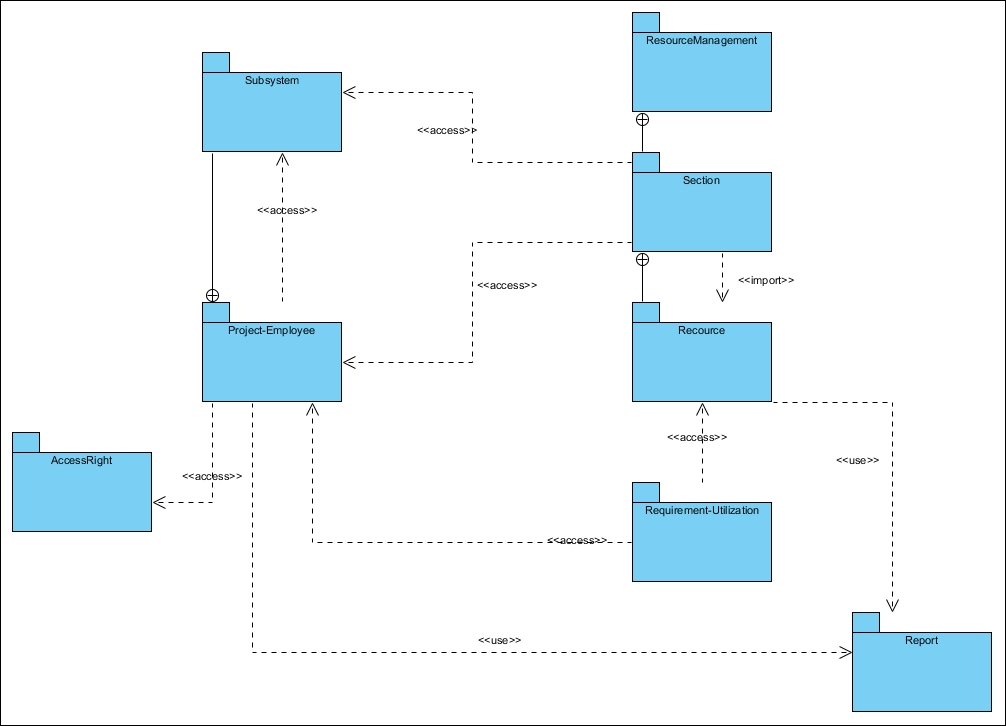 ResourceManagement
Subsystem
<<access>>
Section
<<access>>
<<import>>
<<access>>
Project-Employee
Recource
<<access>>
<<use>>
AccessRight
<<access>>
Requirement-Utilization
<<access>>
<<use>>
Report